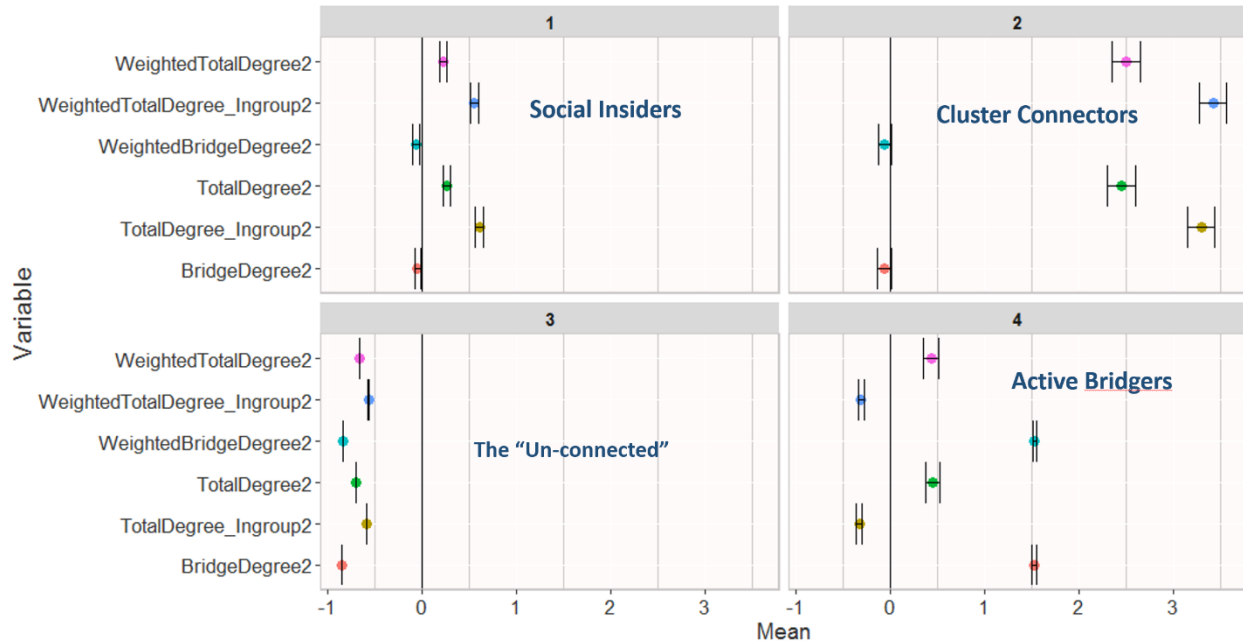 1
2
WeightedTotalDegree2
WeightedTotalDegree_Ingroup2
WeightedBridgeDegree2
TotalDegree2
TotalDegree_Ingroup2
BridgeDegree2
Social Insiders
Cluster Connectors
Variable
3
4
WeightedTotalDegree2
WeightedTotalDegree_Ingroup2
WeightedBridgeDegree2
TotalDegree2
TotalDegree_Ingroup2
BridgeDegree2
The “Un-connected”
Active Bridgers
-1 0 1 2 3 -1 0 1 2 3
Mean